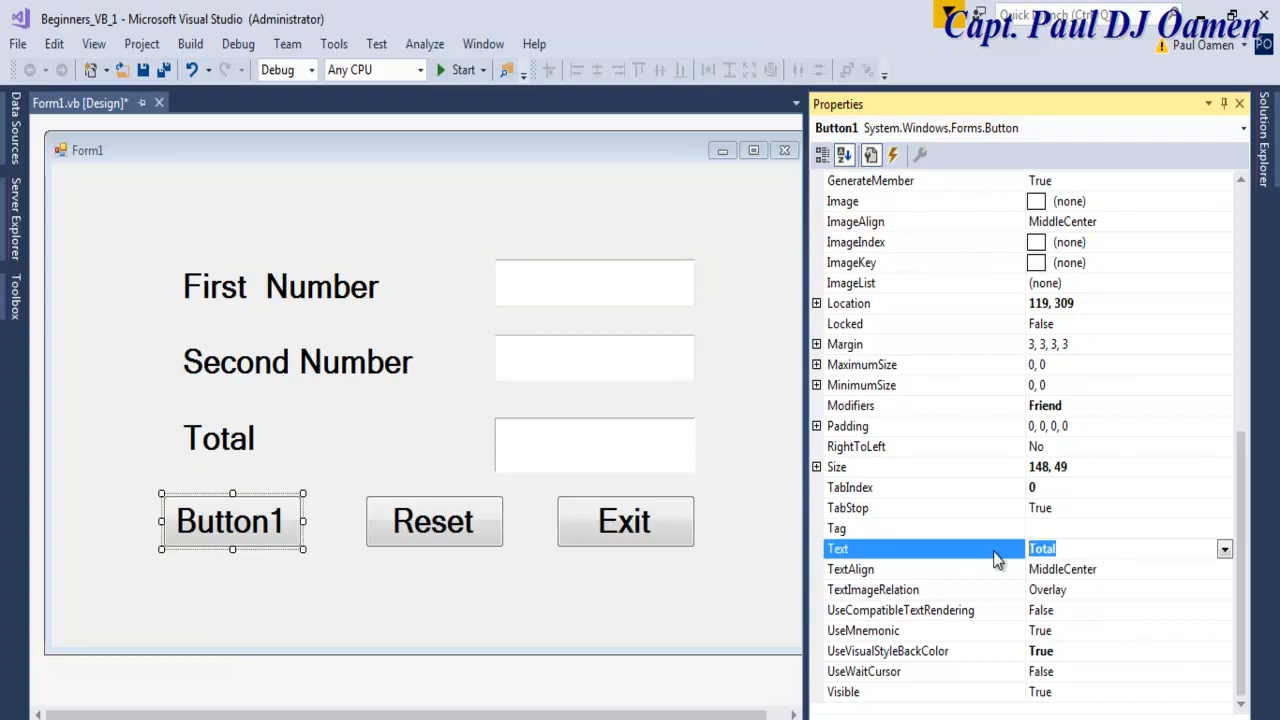 Beginners_VB_1 - Microsoft Visual Studio (Administrator)
Quick Launch (Ctrl+Q)
Capt. Paul DJ Oamen
File Edit View Project Build Debug Team Tools Test Analyze Window Help
Paul Oamen PO
Debug Any CPU Start
Form1.vb [Design]*
Data Sources
Server Explorer
Toolbox
Form1
First Number
Second Number
Total
Button1 Reset Exit
Properties
Button1 System.Windows.Forms.Button
GenerateMember True
Image (none)
ImageAlign MiddleCenter
ImageIndex (none)
ImageKey (none)
ImageList (none)
Location 119, 309
Locked False
Margin 3, 3, 3, 3
MaximumSize 0, 0
MinimumSize 0, 0
Modifiers Friend
Padding 0, 0, 0, 0
RightToLeft No
Size 148, 49
TabIndex 0
TabStop True
Tag
Text Total
TextAlign MiddleCenter
TextImageRelation Overlay
UseCompatibleTextRendering False
UseMnemonic True
UseVisualStyleBackColor True
UseWaitCursor False
Visible True
Solution Explorer